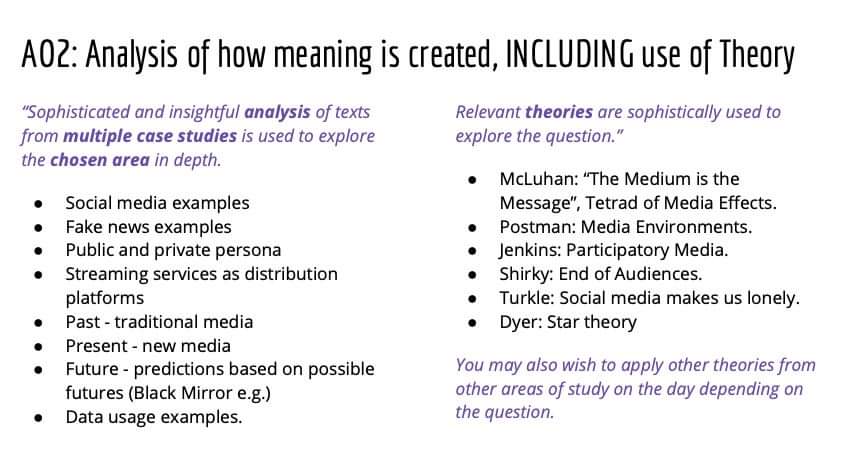 AO2: Analysis of how meaning is created, INCLUDING use of Theory
“Sophisticated and insightful analysis of texts
from multiple case studies is used to explore
the chosen area in depth.
● Social media examples
● Fake news examples
● Public and private persona
● Streaming services as distribution
platforms
● Past - traditional media
● Present - new media
● Future - predictions based on possible
futures (Black Mirror e.g.)
● Data usage examples.
Relevant theories are sophistically used to
explore the question.”
● McLuhan: “The Medium is the
Message”, Tetrad of Media Effects.
● Postman: Media Environments.
● Jenkins: Participatory Media.
● Shirky: End of Audiences.
● Turkle: Social media makes us lonely.
● Dyer: Star theory
You may also wish to apply other theories from
other areas of study on the day depending on
the question.